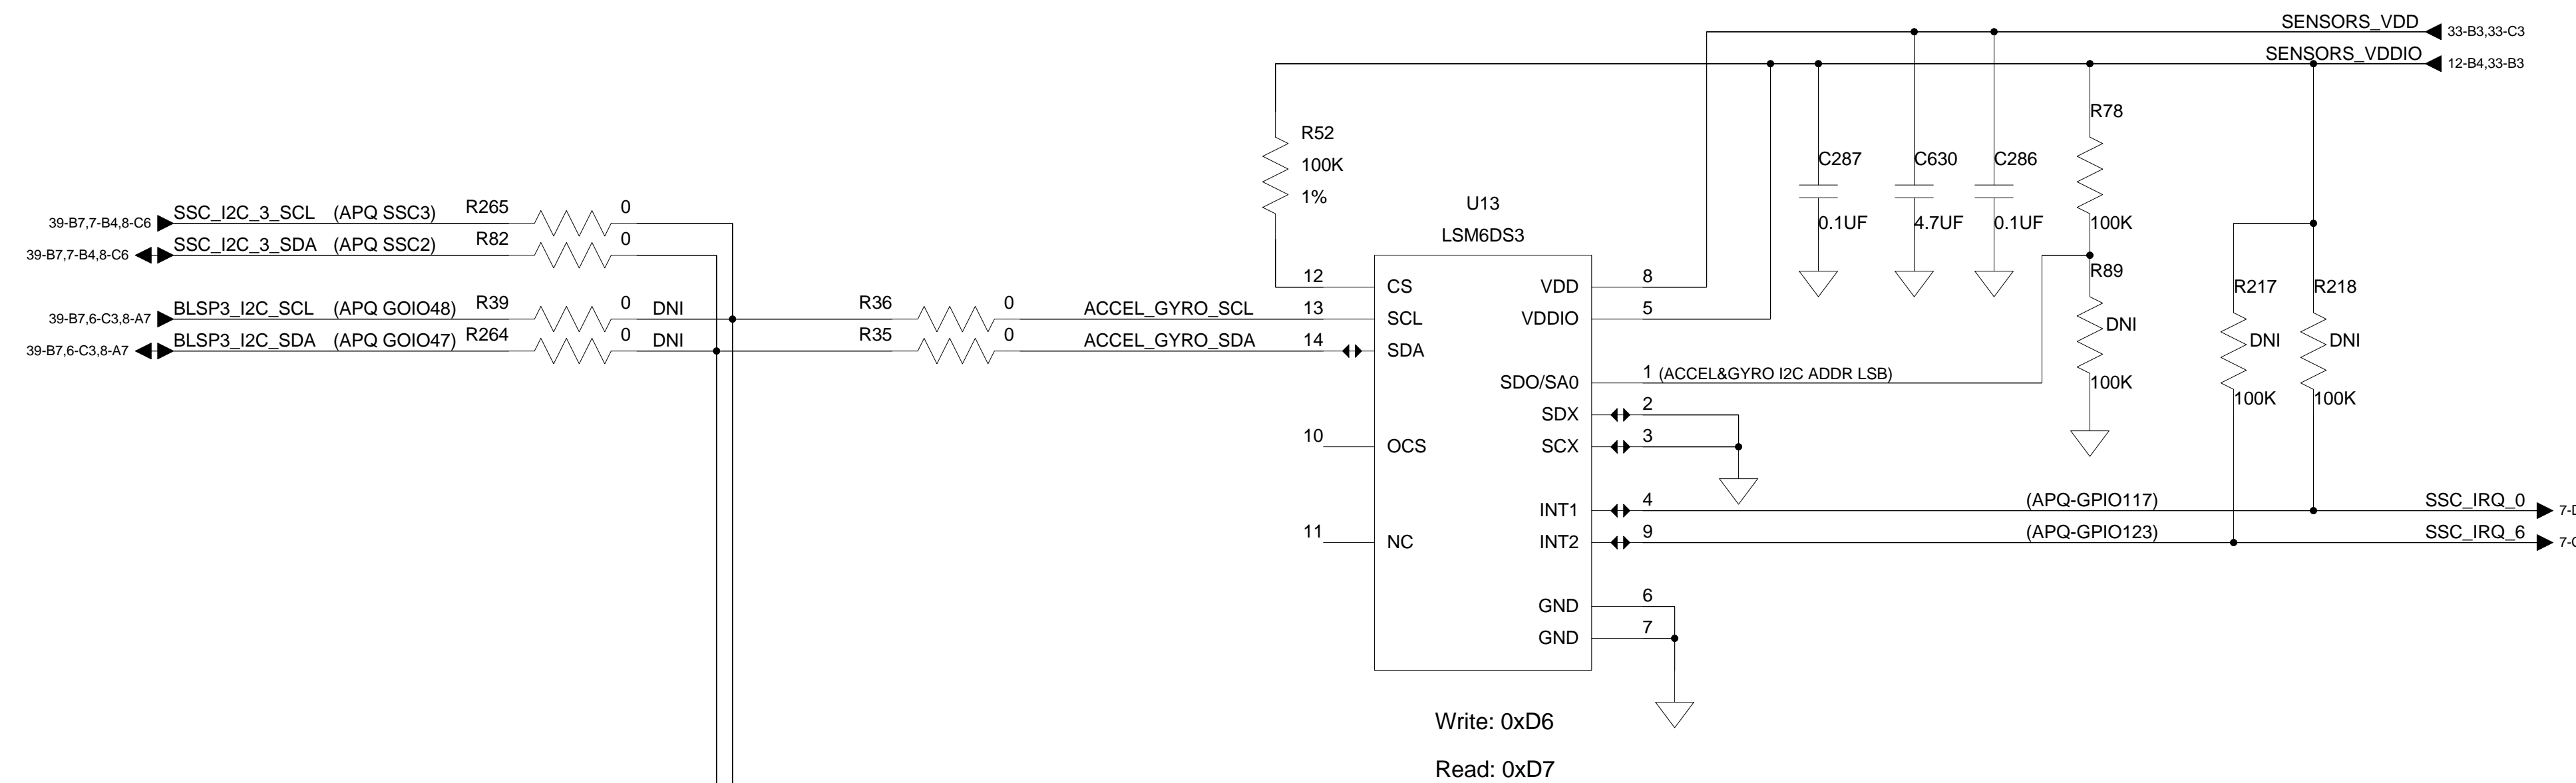 SENSORS_VDD 33-B3,33-C3
SENSORS_VDDIO 12-B4,33-B3
R78
R52
100K
1%
C287 C630 C286
0.1UF 4.7UF 0.1UF 100K
U13
LSM6DS3
39-B7,7-B4,8-C6 SSC_I2C_3_SCL (APQ SSC3) R265 0
39-B7,7-B4,8-C6 SSC_I2C_3_SDA (APQ SSC2) R82 0
39-B7,6-C3,8-A7 BLSP3_I2C_SCL (APQ GOIO48) R39 0 DNI R36 0 ACCEL_GYRO_SCL 13 SCL
39-B7,6-C3,8-A7 BLSP3_I2C_SDA (APQ GOIO47) R264 0 DNI R35 0 ACCEL_GYRO_SDA 14 SDA
12 CS
10 OCS
11 NC
VDD 8
VDDIO 5
SDO/SA0 1 (ACCEL&GYRO I2C ADDR LSB)
SDX 2
SCX 3
INT1 4 (APQ-GPIO117) SSC_IRQ_0
INT2 9 (APQ-GPIO123) SSC_IRQ_6
GND 6
GND 7
R89
DNI
100K
R217 R218
DNI DNI
100K 100K
Write: 0xD6
Read: 0xD7